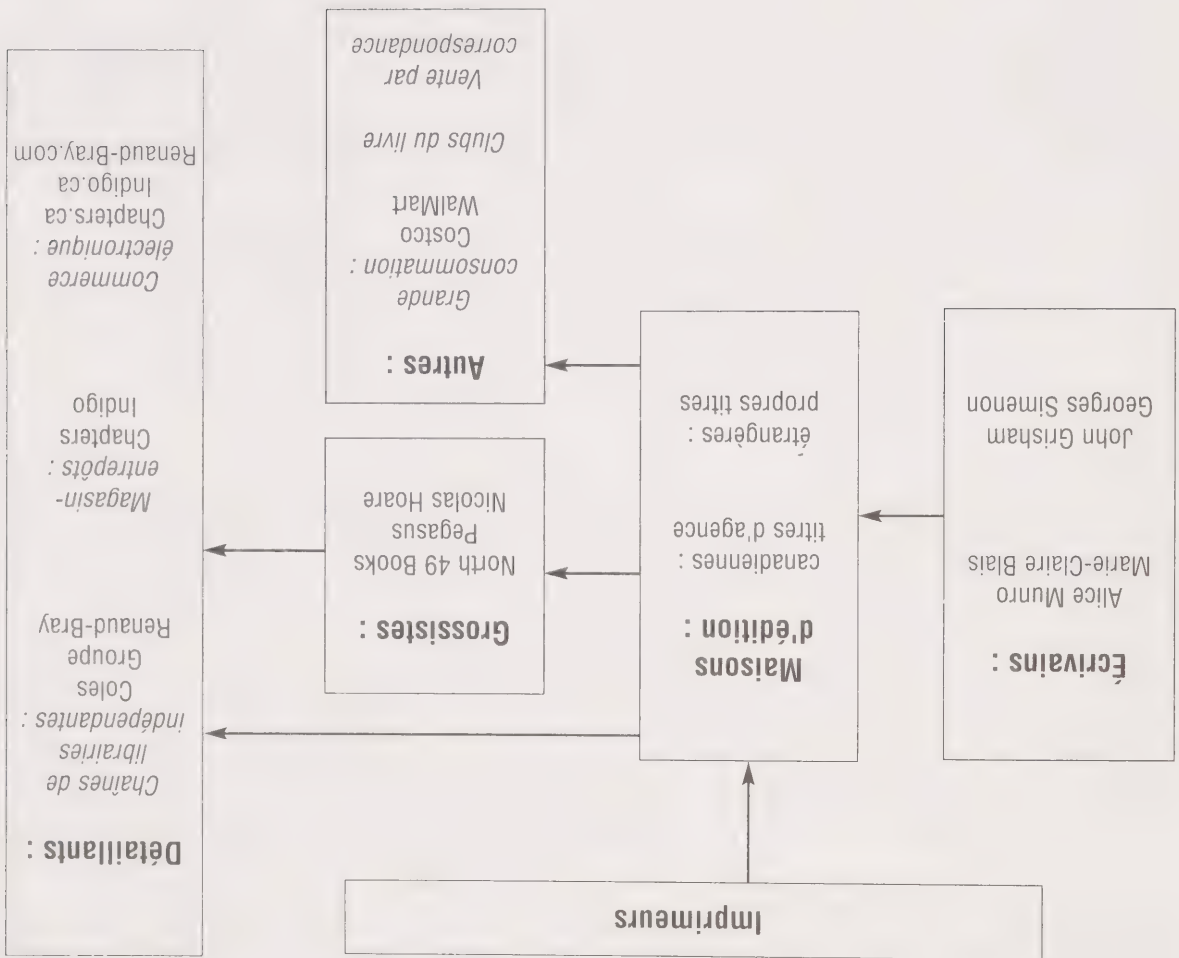 Imprimeurs
Écrivains :
Alice Munro
Marie-Claire Blais
John Grisham
Georges Simenon
Maisons
d'édition :
canadiennes :
titres d'agence
étrangères :
propres titres
Grossistes :
North 49 Books
Pegasus
Nicolas Hoare
Autres :
Grande
consommation :
Costco
WalMart
Clubs du livre
Vente par
correspondance
Détaillants :
Chaînes de
librairies
indépendantes :
Coles
Groupe
Renaud-Bray
Magasin-
entrepôts :
Chapters
Indigo
Commerce
électronique :
Chapters.ca
Indigo.ca
Renaud-Bray.com